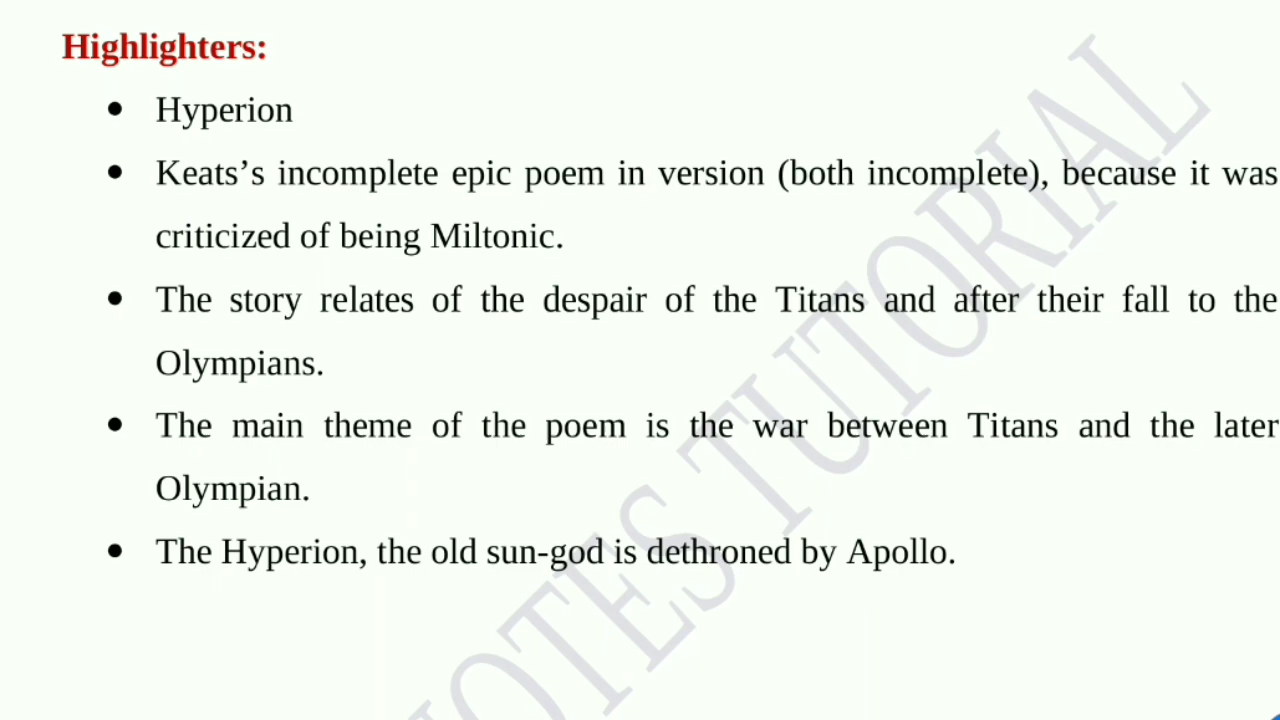 Highlighters:
• Hyperion
• Keats’s incomplete epic poem in version (both incomplete), because it was
criticized of being Miltonic.
• The story relates of the despair of the Titans and after their fall to the
Olympians.
• The main theme of the poem is the war between Titans and the later
Olympian.
• The Hyperion, the old sun-god is dethroned by Apollo.
OTES TUTORIAL